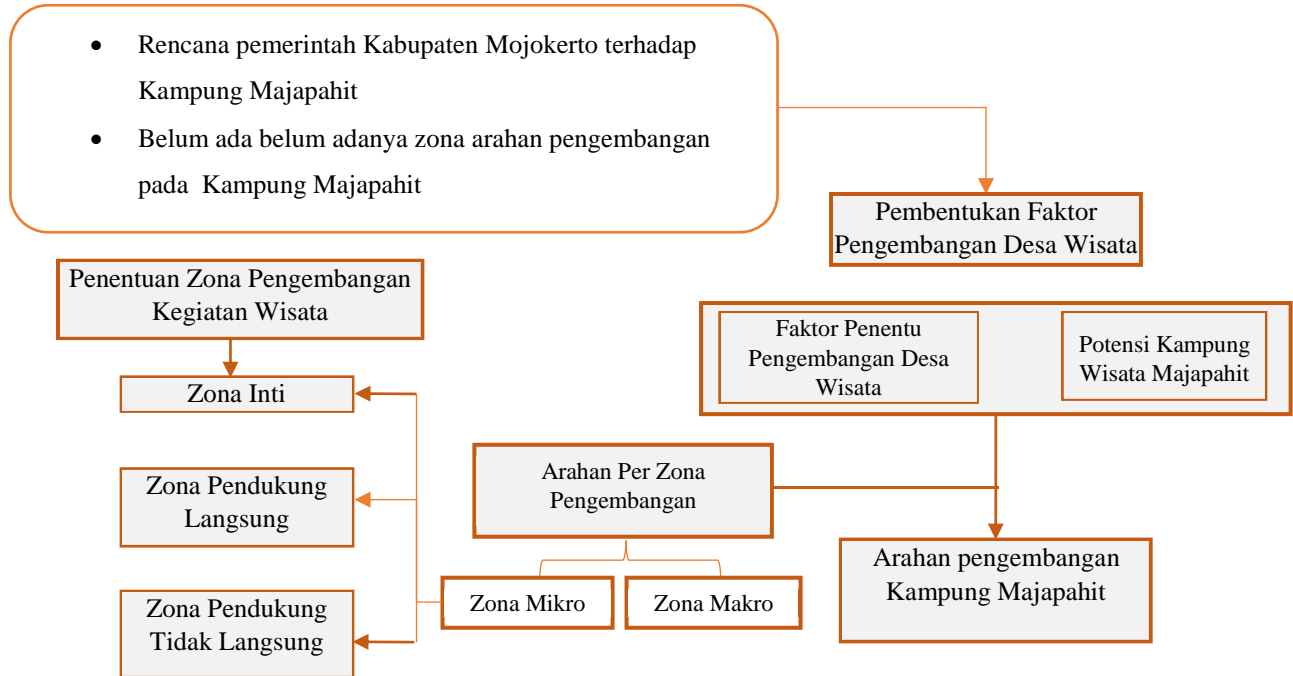 • Rencana pemerintah Kabupaten Mojokerto terhadap
Kampung Majapahit
• Belum ada belum adanya zona arahan pengembangan
pada Kampung Majapahit
Pembentukan Faktor
Pengembangan Desa Wisata
Penentuan Zona Pengembangan
Kegiatan Wisata
Faktor Penentu
Pengembangan Desa
Wisata
Potensi Kampung
Wisata Majapahit
Zona Inti
Zona Pendukung
Langsung
Zona Pendukung
Tidak Langsung
Arahan Per Zona
Pengembangan
Zona Mikro
Zona Makro
Arahan pengembangan
Kampung Majapahit